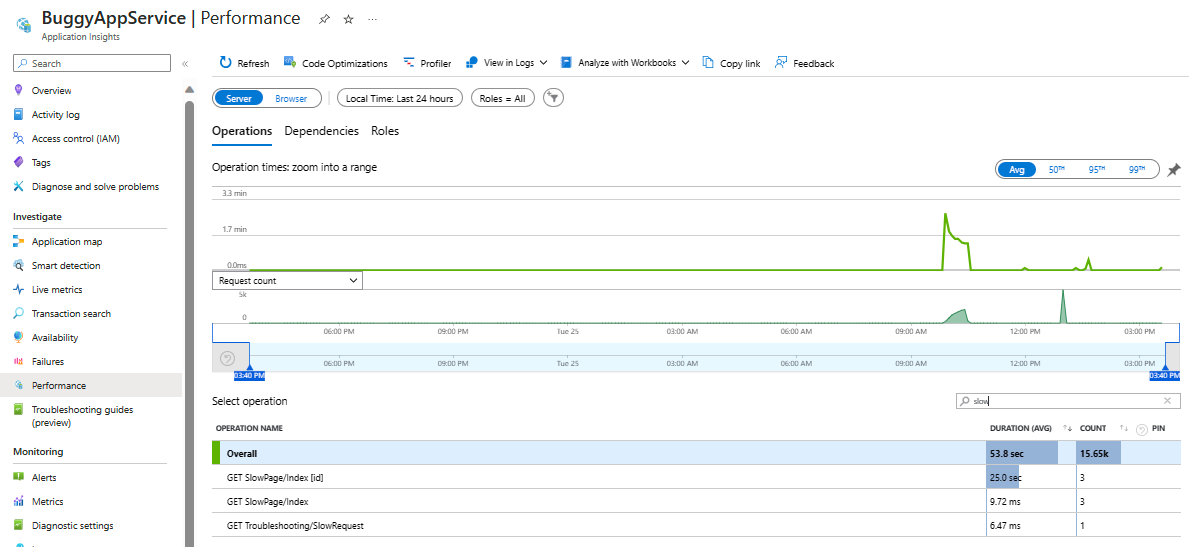 BuggyAppService | Performance
Application Insights
Search
Refresh Code Optimizations Profiler View in Logs Analyze with Workbooks Copy link Feedback
Overview
Activity log
Access control (IAM)
Tags
Diagnose and solve problems
Investigate
Application map
Smart detection
Live metrics
Transaction search
Availability
Failures
Performance
Troubleshooting guides
(preview)
Monitoring
Alerts
Metrics
Diagnostic settings
Server Browser Local Time: Last 24 hours Roles = All
Operations Dependencies Roles
Operation times: zoom into a range
Avg 50TH 95TH 99TH
3.3 min
1.7 min
0.0ms
Request count
5k
0
06:00 PM 09:00 PM Tue 25 03:00 AM 06:00 AM 09:00 AM 12:00 PM 03:00 PM
06:00 PM 09:00 PM Tue 25 03:00 AM 06:00 AM 09:00 AM 12:00 PM 03:00 PM
03:40 PM 03:40 PM
Select operation slow
OPERATION NAME DURATION (AVG) COUNT PIN
Overall 53.8 sec 15.65k
GET SlowPage/Index [id] 25.0 sec 3
GET SlowPage/Index 9.72 ms 3
GET Troubleshooting/SlowRequest 6.47 ms 1